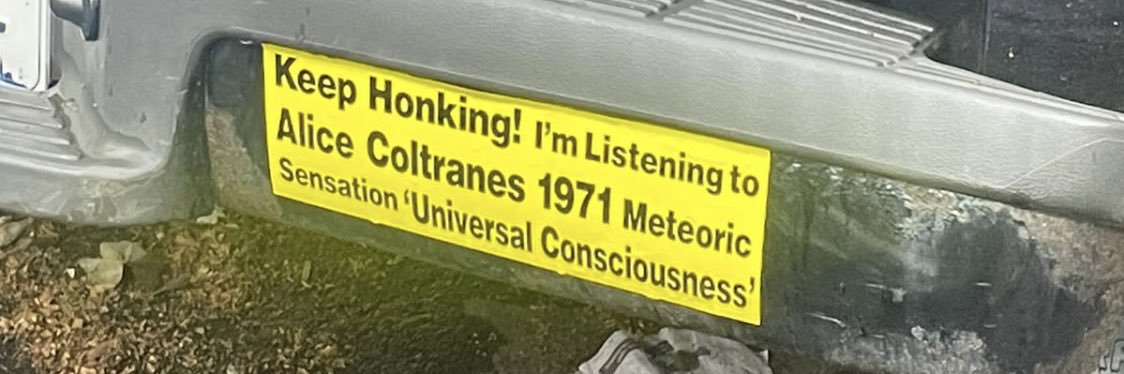 Keep Honking! I'm Listening to
Alice Coltranes 1971 Meteoric
Sensation ‘Universal Consciousness’